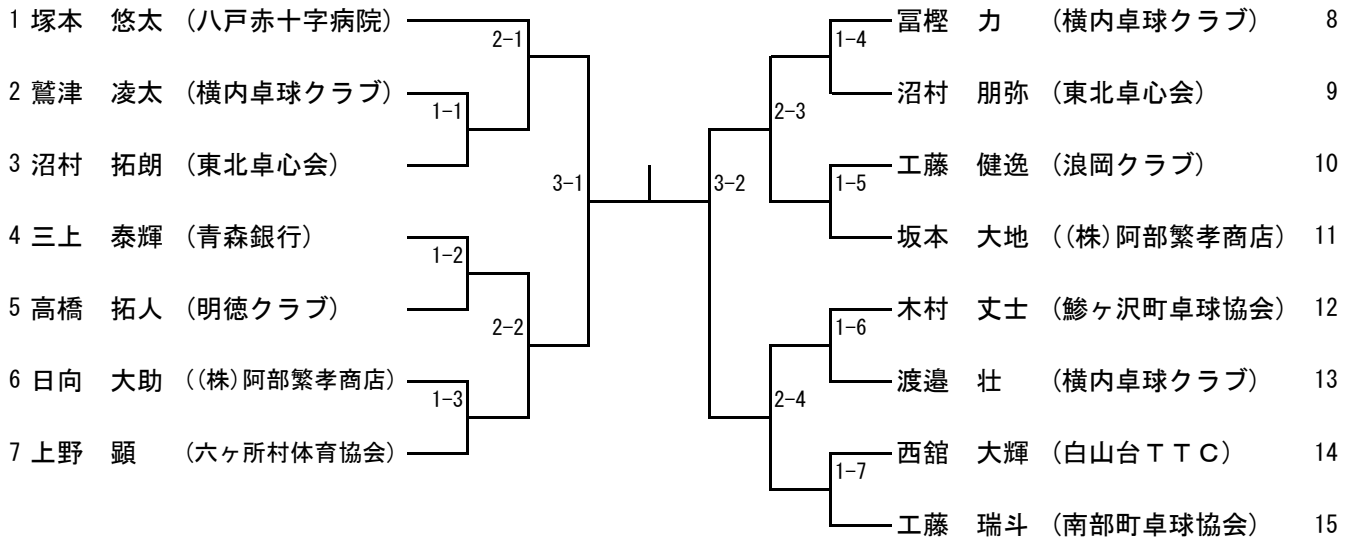 1 塚本 悠太 (八戸赤十字病院)
2-1
2 鷲津 凌太 (横内卓球クラブ)
1-1
3 沼村 拓朗 (東北卓心会)
3-1
4 三上 泰輝 (青森銀行)
1-2
5 高橋 拓人 (明徳クラブ)
2-2
6 日向 大助 ((株)阿部繁孝商店)
1-3
7 上野 顕 (六ヶ所村体育協会)
冨樫 力 (横内卓球クラブ) 8
1-4
沼村 朋弥 (東北卓心会) 9
2-3
工藤 健逸 (浪岡クラブ) 10
3-2
1-5
坂本 大地 ((株)阿部繁孝商店) 11
木村 丈士 (鯵ヶ沢町卓球協会) 12
1-6
渡邉 壮 (横内卓球クラブ) 13
2-4
西舘 大輝 (白山台TTC) 14
1-7
工藤 瑞斗 (南部町卓球協会) 15